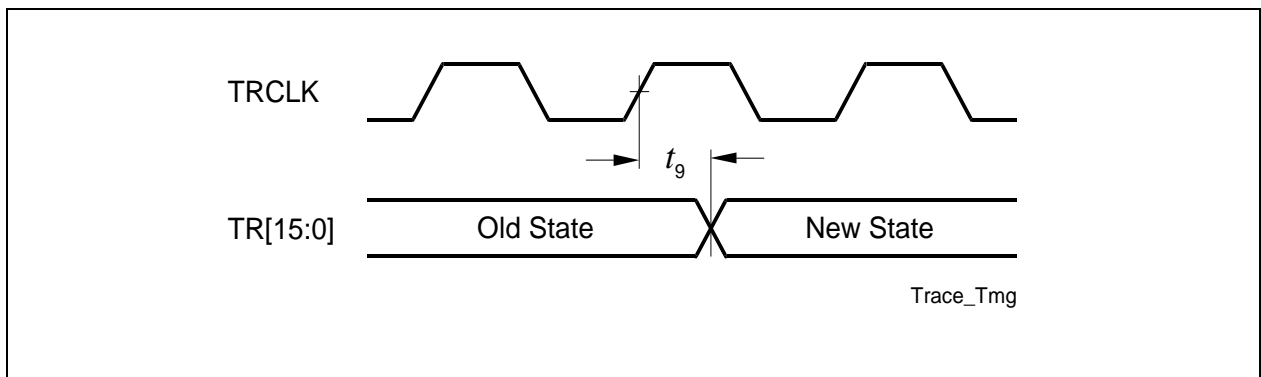 TRCLK
t9
TR[15:0] Old State New State
Trace_Tmg